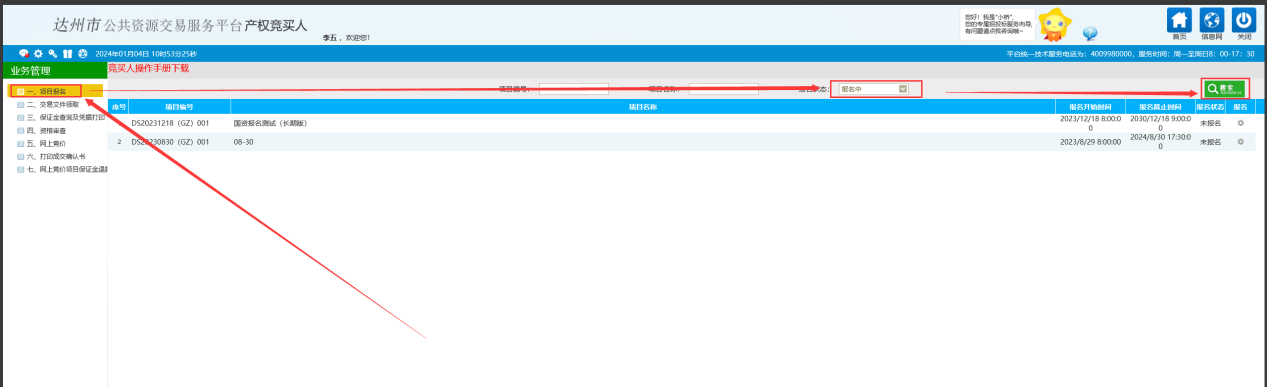 达州市公共资源交易服务平台产权竞买人
李五，欢迎您!
您好！我是"小桥"，
您的专属招投标服务向导，
有问题请点我咨询哦~
首页 信息网 关闭
2024年01月04日 10时53分25秒
平台统一技术服务电话为：4009980000，服务时间：周一至周日8：00-17：30
业务管理
竞买人操作手册下载
一、项目报名
二、交易文件领取
三、保证金查询及凭据打印
四、资格审查
五、网上竞价
六、打印成交确认书
七、网上竞价项目保证金退
项目编号： 项目名称： 报名状态： 报名中 搜索
序号 项目编号 项目名称 报名开始时间 报名截止时间 报名状态 报名
DS20231218（GZ）001 国资报名测试（长期版） 2023/12/18 8:00:00 2030/12/18 9:00:00 未报名
2 DS20230830（GZ）001 08-30 2023/8/29 8:00:00 2024/8/30 17:30:00 未报名